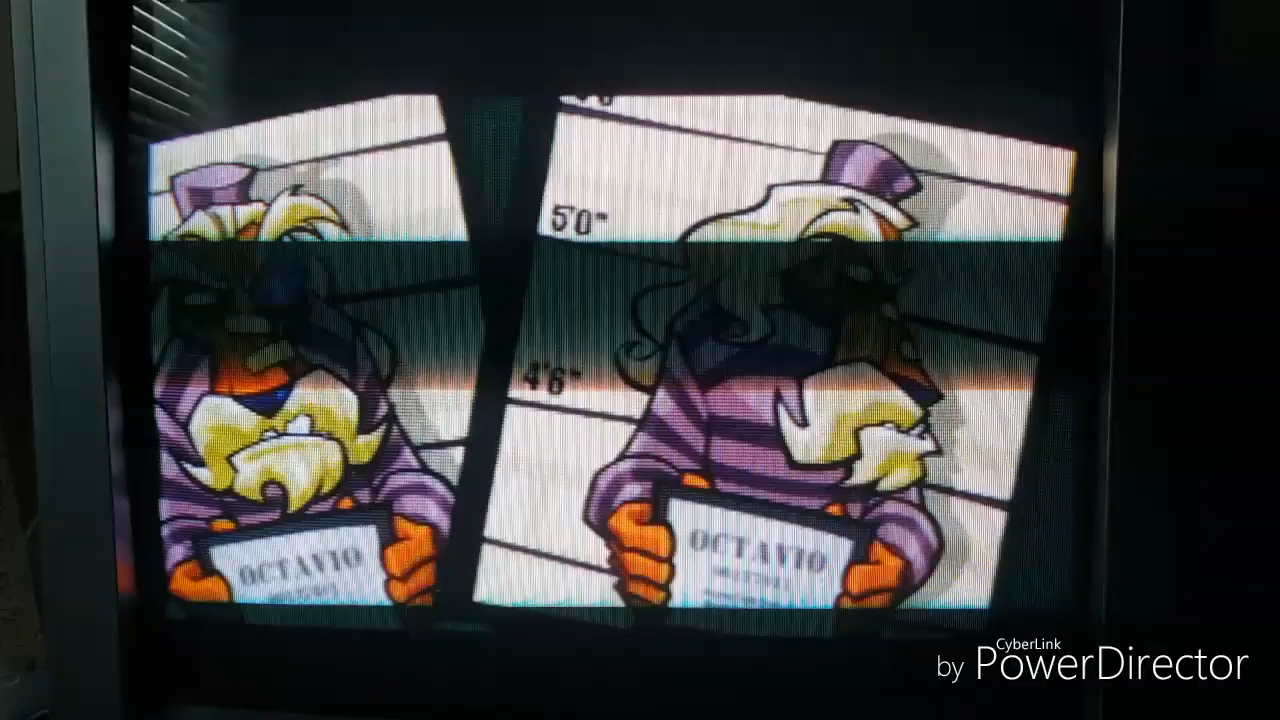 5'0"
4'6"
OCTAVIO
OCTAVIO
CyberLink
by PowerDirector